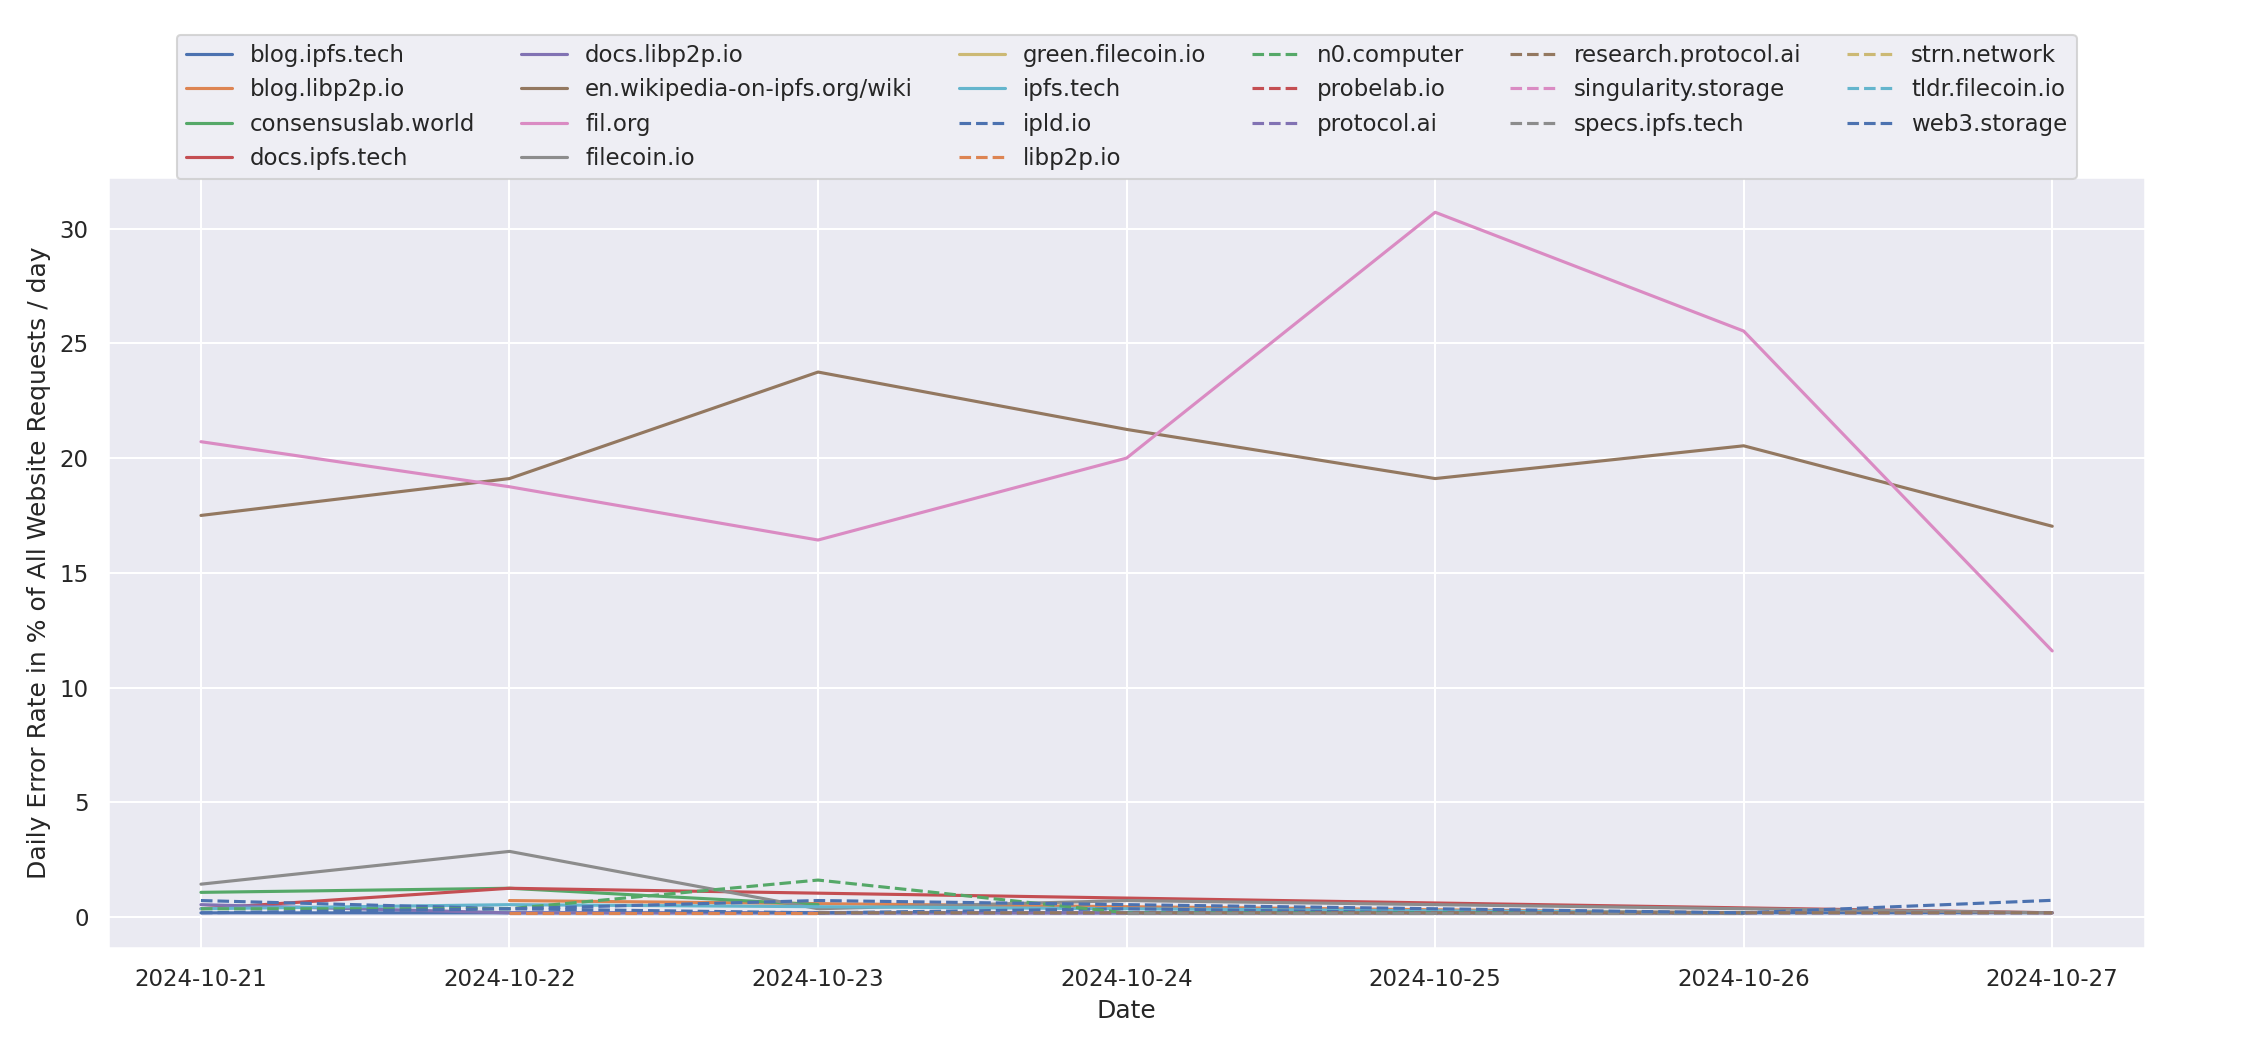 blog.ipfs.tech
blog.libp2p.io
consensuslab.world
docs.ipfs.tech
docs.libp2p.io
en.wikipedia-on-ipfs.org/wiki
fil.org
filecoin.io
green.filecoin.io
ipfs.tech
ipld.io
libp2p.io
n0.computer
probelab.io
protocol.ai
research.protocol.ai
singularity.storage
specs.ipfs.tech
strn.network
tldr.filecoin.io
web3.storage
Daily Error Rate in % of All Website Requests / day
30
25
20
15
10
5
0
2024-10-21
2024-10-22
2024-10-23
2024-10-24
2024-10-25
2024-10-26
2024-10-27
Date